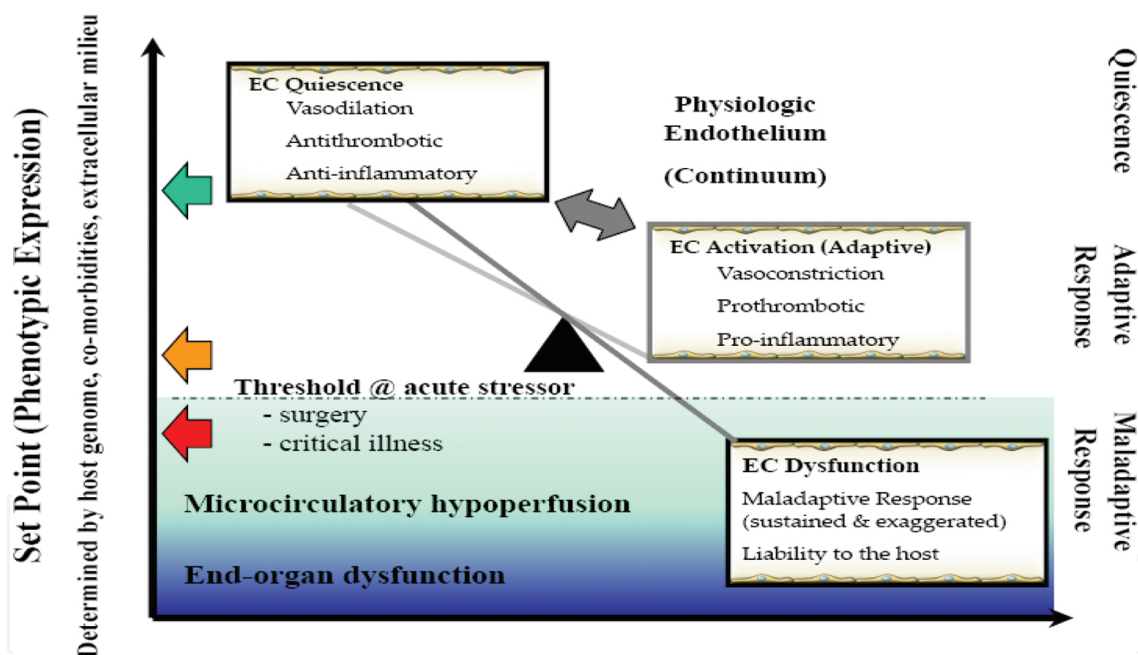 Set Point (Phenotypic Expression)
Determined by host genome, co-morbidities, extracellular milieu
EC Quiescence
Vasodilation
Antithrombotic
Anti-inflammatory
Physiologic
Endothelium
(Continuum)
EC Activation (Adaptive)
Vasoconstriction
Prothrombotic
Pro-inflammatory
Threshold @ acute stressor
- surgery
- critical illness
Microcirculatory hypoperfusion
End-organ dysfunction
EC Dysfunction
Maladaptive Response
(sustained & exaggerated)
Liability to the host
Quiescence
Adaptive
Response
Maladaptive
Response